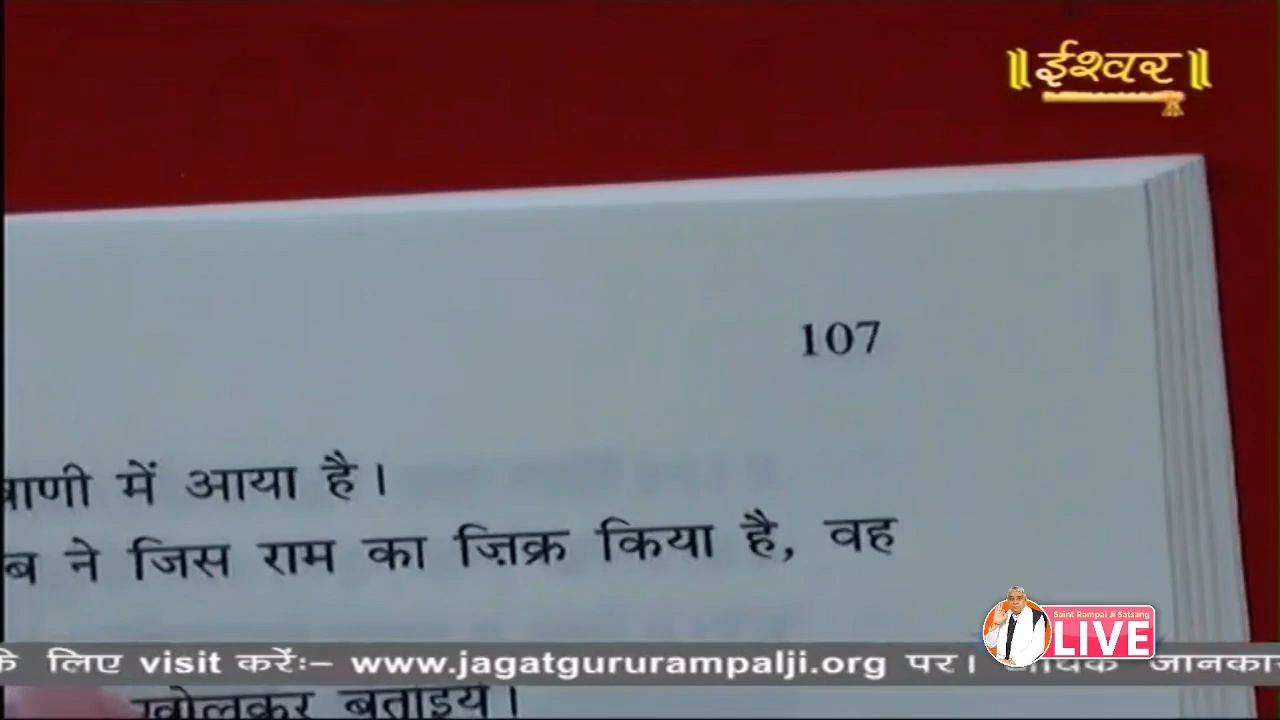 ॥ईश्वर॥
107
वाणी में आया है।
ब ने जिस राम का ज़िक्र किया है, वह
Saint Rampal Ji Satsang
LIVE
लिए visit करेंः– www.jagatgururampalji.org पर।
खोलकर बताइये।